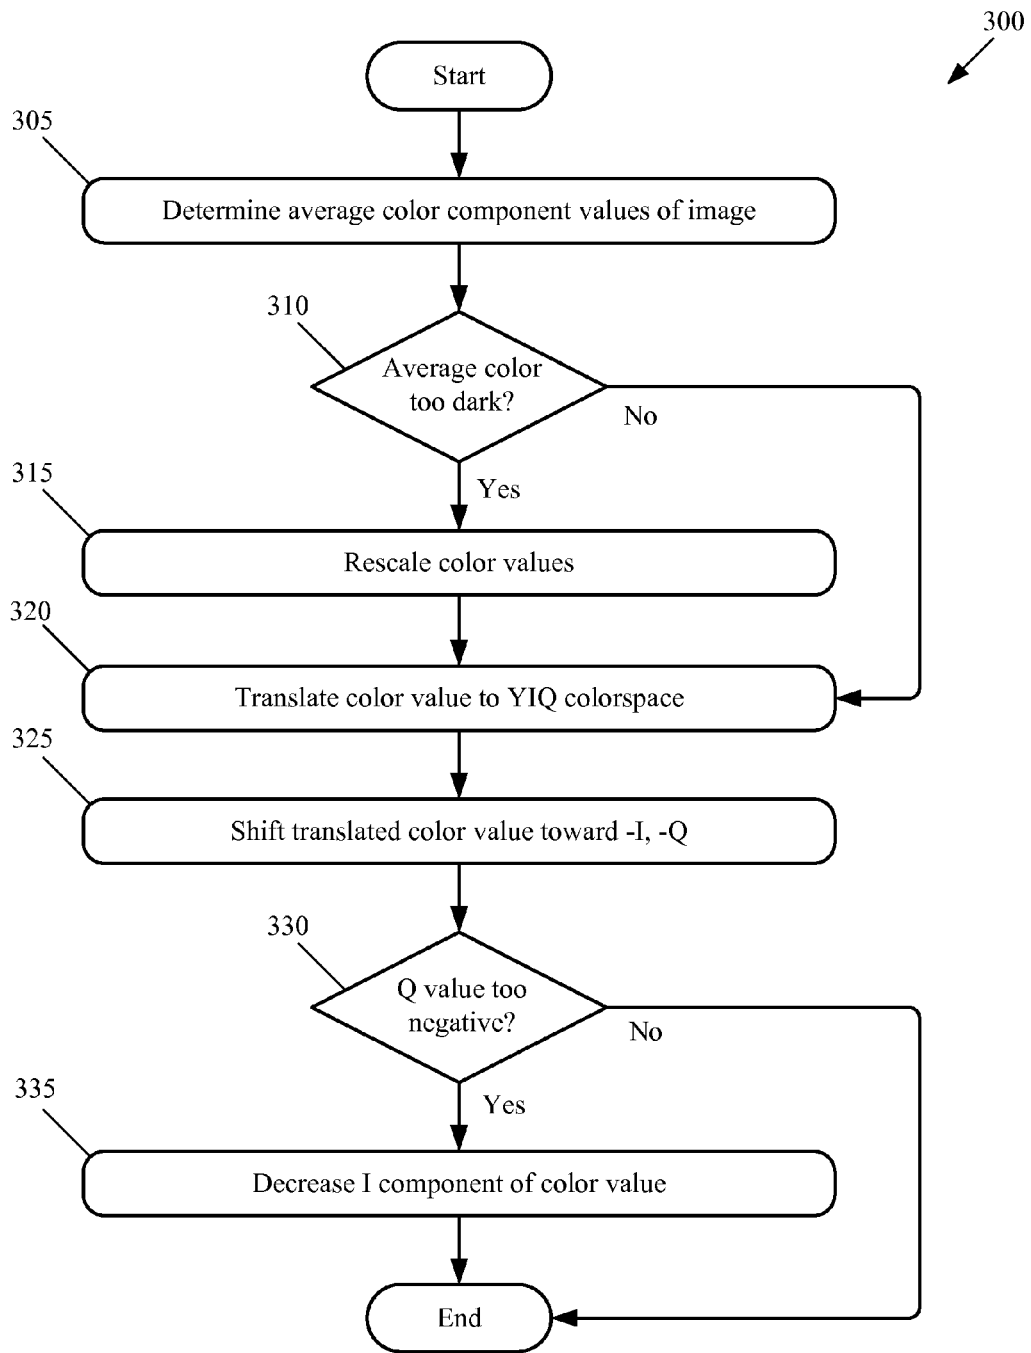 300
Start
305
Determine average color component values of image
310
Average color
too dark?
No
315
Yes
Rescale color values
320
Translate color value to YIQ colorspace
325
Shift translated color value toward -I, -Q
330
Q value too
negative?
No
335
Yes
Decrease I component of color value
End